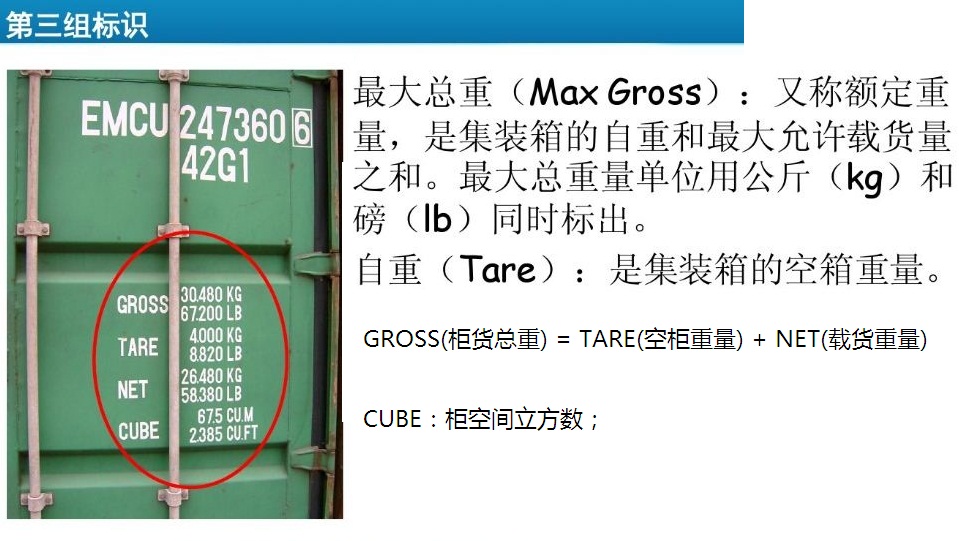 第三组标识
EMCU 247360 6
42G1
GROSS 30.480 KG
67.200 LB
TARE 4.000 KG
8.820 LB
NET 26.480 KG
58.380 LB
CUBE 67.5 CU.M
2.385 CU.FT
最大总重（Max Gross）：又称额定重
量，是集装箱的自重和最大允许载货量
之和。最大总重量单位用公斤（kg）和
磅（lb）同时标出。
自重（Tare）：是集装箱的空箱重量。
GROSS(柜货总重) = TARE(空柜重量) + NET(载货重量)
CUBE：柜空间立方数；